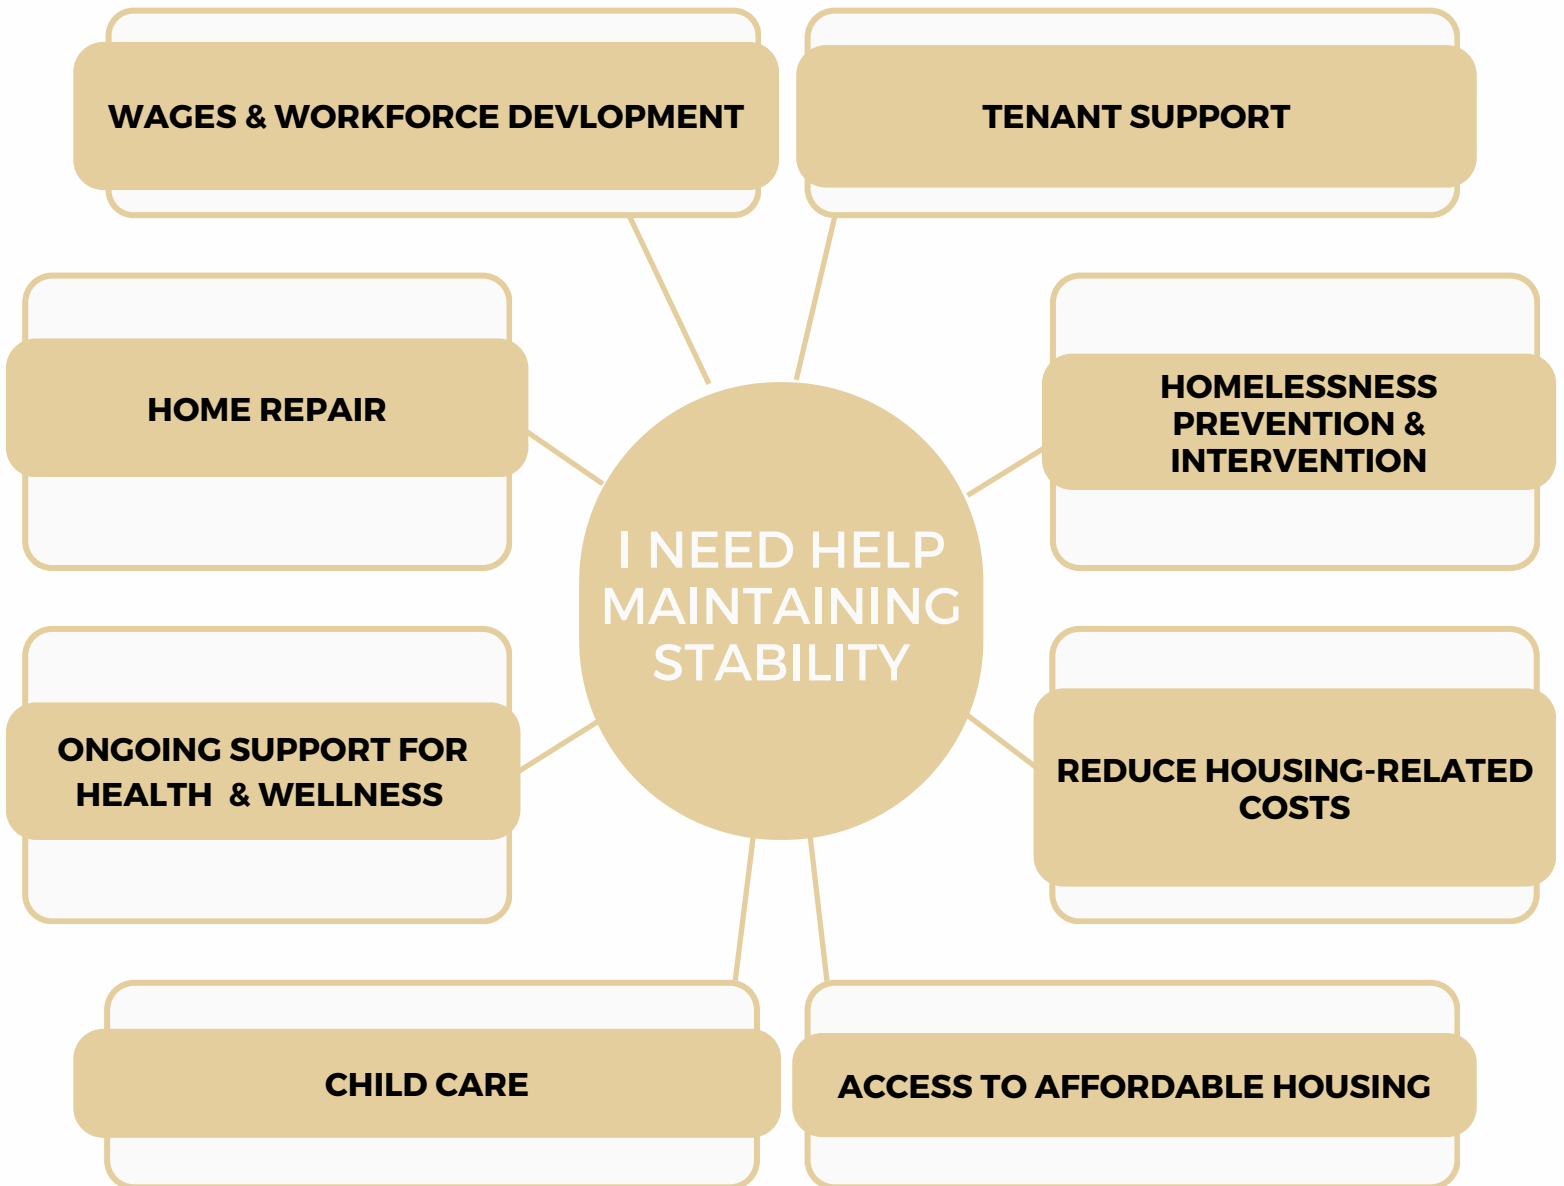 WAGES & WORKFORCE DEVLOPMENT
TENANT SUPPORT
HOME REPAIR
HOMELESSNESS
PREVENTION &
INTERVENTION
I NEED HELP
MAINTAINING
STABILITY
ONGOING SUPPORT FOR
HEALTH & WELLNESS
REDUCE HOUSING-RELATED
COSTS
CHILD CARE
ACCESS TO AFFORDABLE HOUSING